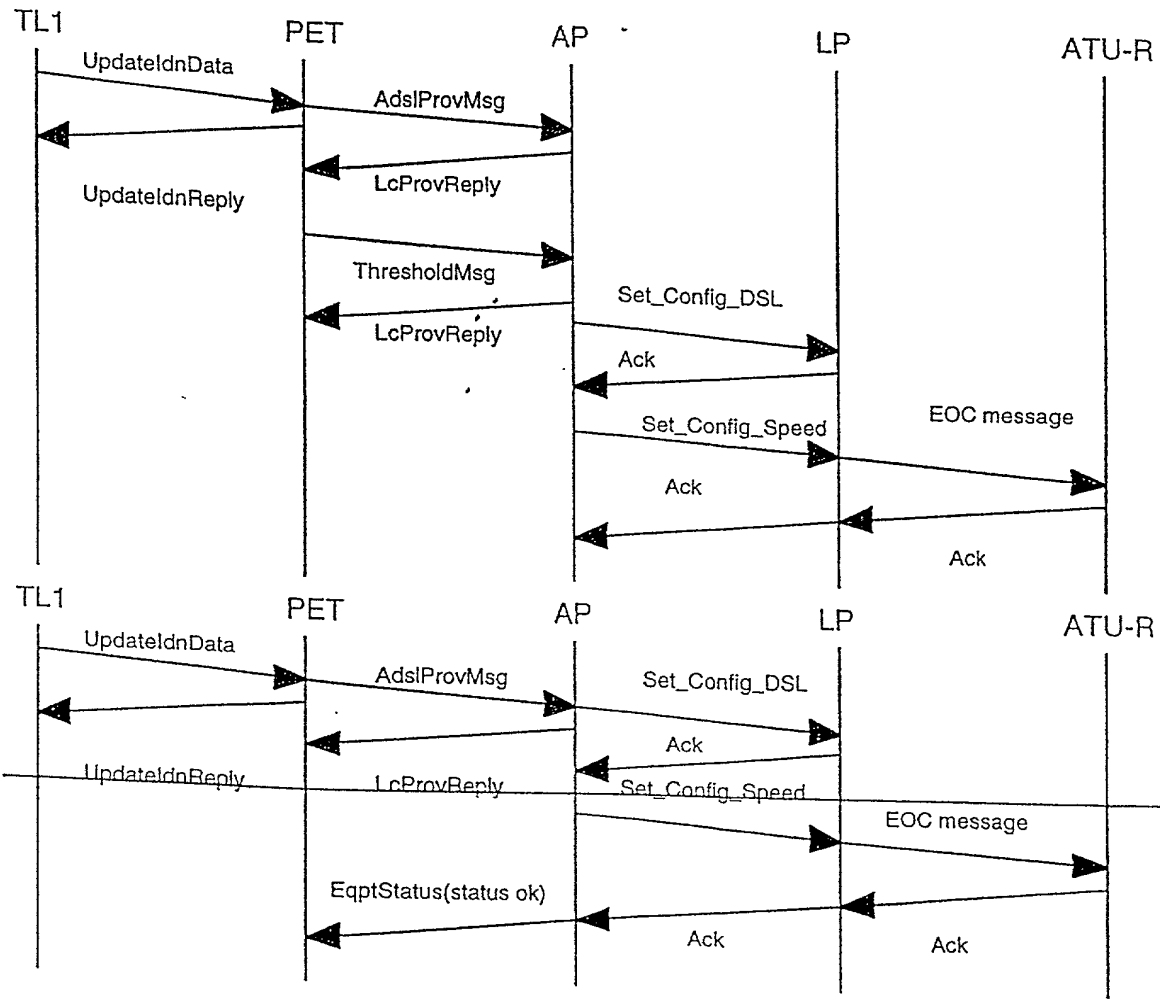 TL1 PET AP LP ATU-R
UpdateIdnData
AdslProvMsg
LcProvReply
UpdateIdnReply
ThresholdMsg
Set_Config_DSL
LcProvReply
Ack
EOC message
Set_Config_Speed
Ack
Ack
TL1 PET AP LP ATU-R
UpdateIdnData
AdslProvMsg
Set_Config_DSL
Ack
UpdateIdnReply
LcProvReply
Set_Config_Speed
EOC message
EqptStatus(status ok)
Ack
Ack